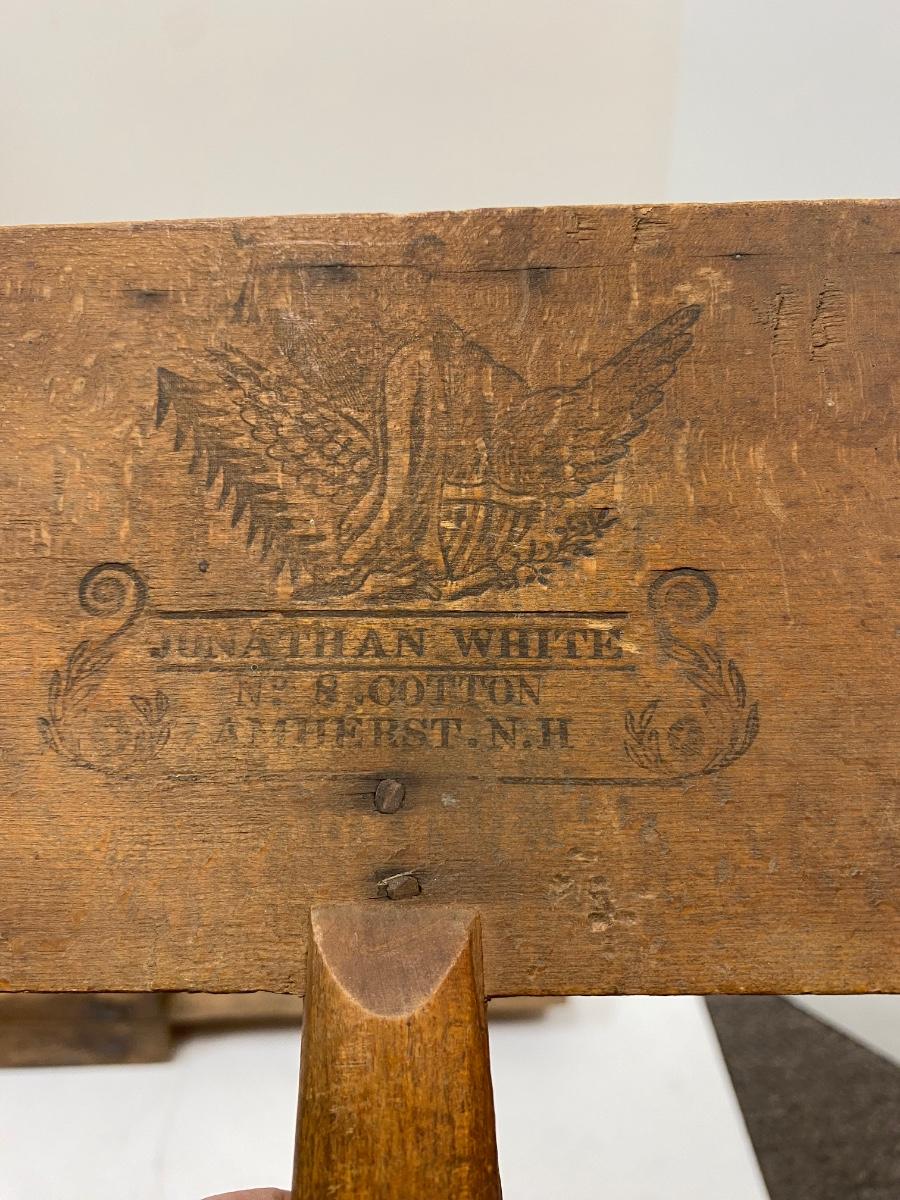 JONATHAN WHITE
No 8 .COTTON
AMHERST.N.H